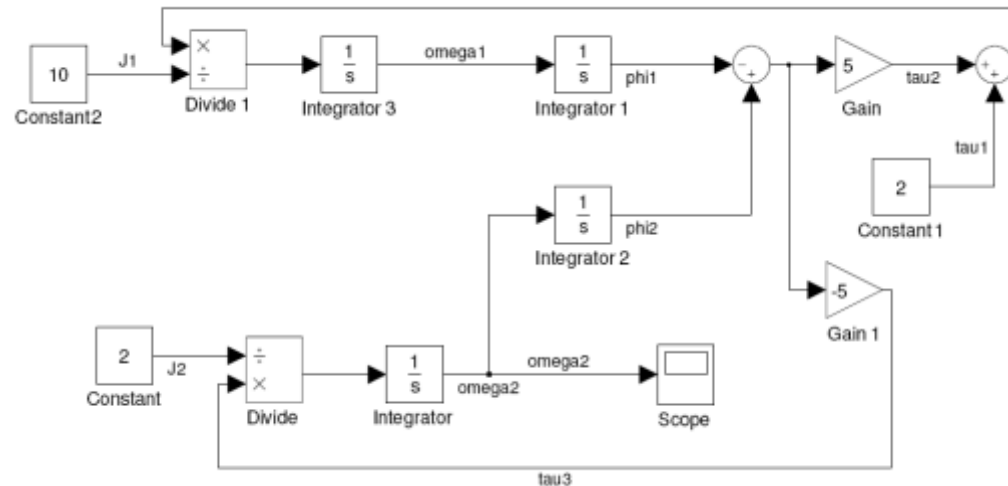 10
J1
Constant2
×
÷
Divide 1
1
s
Integrator 3
omega1
1
s
Integrator 1
phi1
-
+
5
Gain
tau2
+
+
tau1
2
Constant 1
1
s
Integrator 2
phi2
-5
Gain 1
2
J2
Constant
÷
×
Divide
1
s
Integrator
omega2
omega2
Scope
tau3